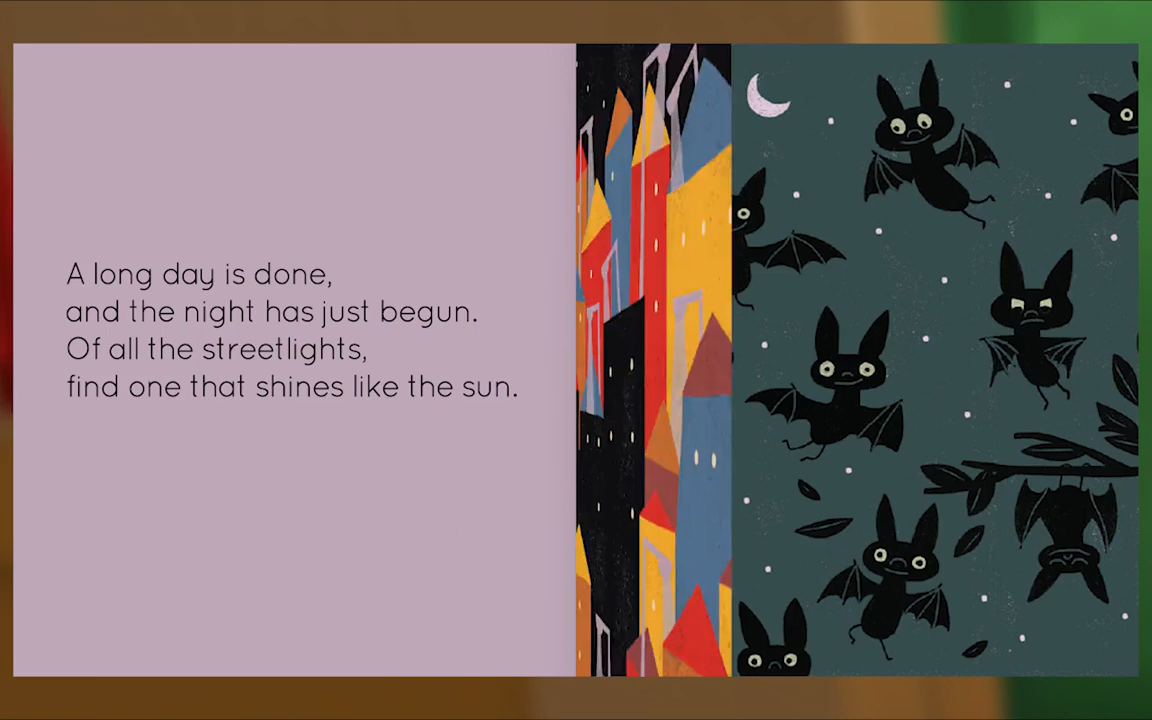 A long day is done,
and the night has just begun.
Of all the streetlights,
find one that shines like the sun.